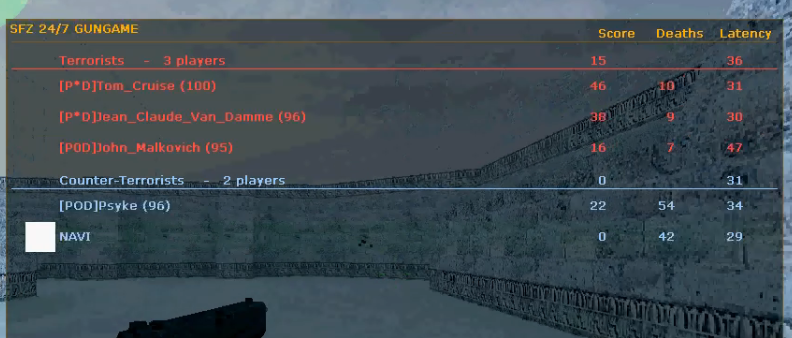 SFZ 24/7 GUNGAME Score Deaths Latency
Terrorists - 3 players 15 36
[P*D]Tom_Cruise (100) 46 10 31
[P*D]Jean_Claude_Van_Damme (96) 38 9 30
[POD]John_Malkovich (95) 16 7 47
Counter-Terrorists - 2 players 0 31
[POD]Psyke (96) 22 54 34
NAVI 0 42 29